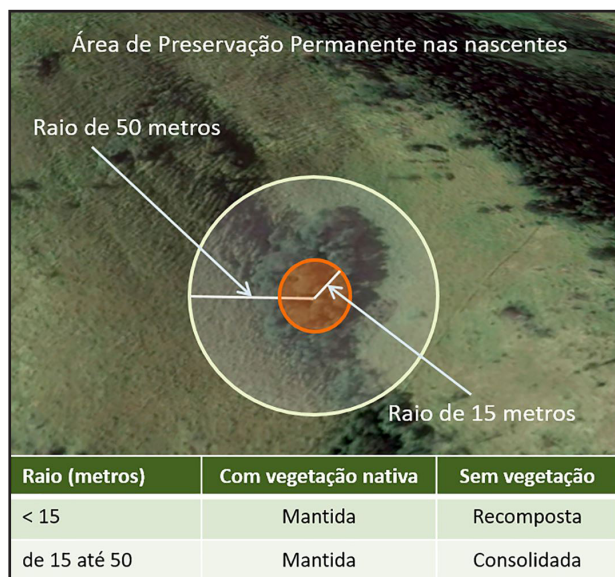 Área de Preservação Permanente nas nascentes
Raio de 50 metros
Raio de 15 metros
Raio (metros) Com vegetação nativa Sem vegetação
< 15 Mantida Recomposta
de 15 até 50 Mantida Consolidada